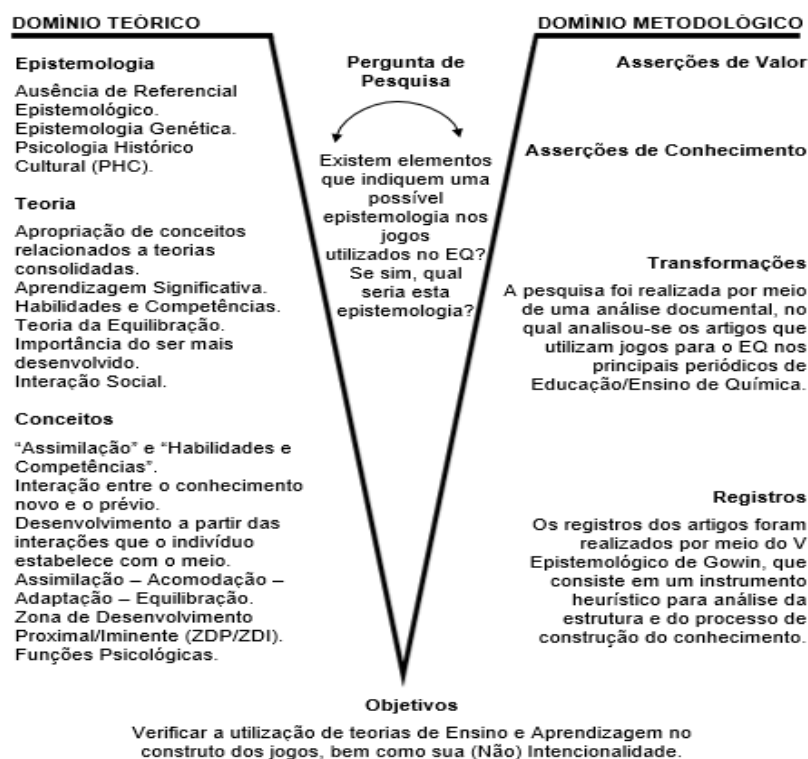 DOMÍNIO TEÓRICO
Epistemologia
Ausência de Referencial
Epistemológico.
Epistemologia Genética.
Psicologia Histórico
Cultural (PHC).
Teoria
Apropriação de conceitos
relacionados a teorias
consolidadas.
Aprendizagem Significativa.
Habilidades e Competências.
Teoria da Equilibração.
Importância do ser mais
desenvolvido.
Interação Social.
Conceitos
“Assimilação” e “Habilidades e
Competências”.
Interação entre o conhecimento
novo e o prévio.
Desenvolvimento a partir das
interações que o indivíduo
estabelece com o meio.
Assimilação – Acomodação –
Adaptação – Equilibração.
Zona de Desenvolvimento
Proximal/Iminente (ZDP/ZDI).
Funções Psicológicas.
Pergunta de
Pesquisa
Existem elementos
que indiquem uma
possível
epistemologia nos
jogos
utilizados no EQ?
Se sim, qual
seria esta
epistemologia?
DOMÍNIO METODOLÓGICO
Asserções de Valor
Asserções de Conhecimento
Transformações
A pesquisa foi realizada por meio
de uma análise documental, no
qual analisou-se os artigos que
utilizam jogos para o EQ nos
principais periódicos de
Educação/Ensino de Química.
Registros
Os registros dos artigos foram
realizados por meio do V
Epistemológico de Gowin, que
consiste em um instrumento
heurístico para análise da
estrutura e do processo de
construção do conhecimento.
Objetivos
Verificar a utilização de teorias de Ensino e Aprendizagem no
construto dos jogos, bem como sua (Não) Intencionalidade.